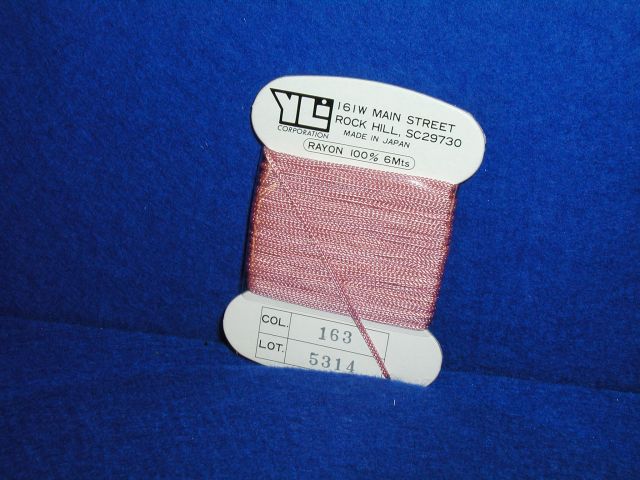 YLI
CORPORATION
161W MAIN STREET
ROCK HILL, SC29730
MADE IN JAPAN
RAYON 100% 6Mts
COL. 163
LOT. 5314